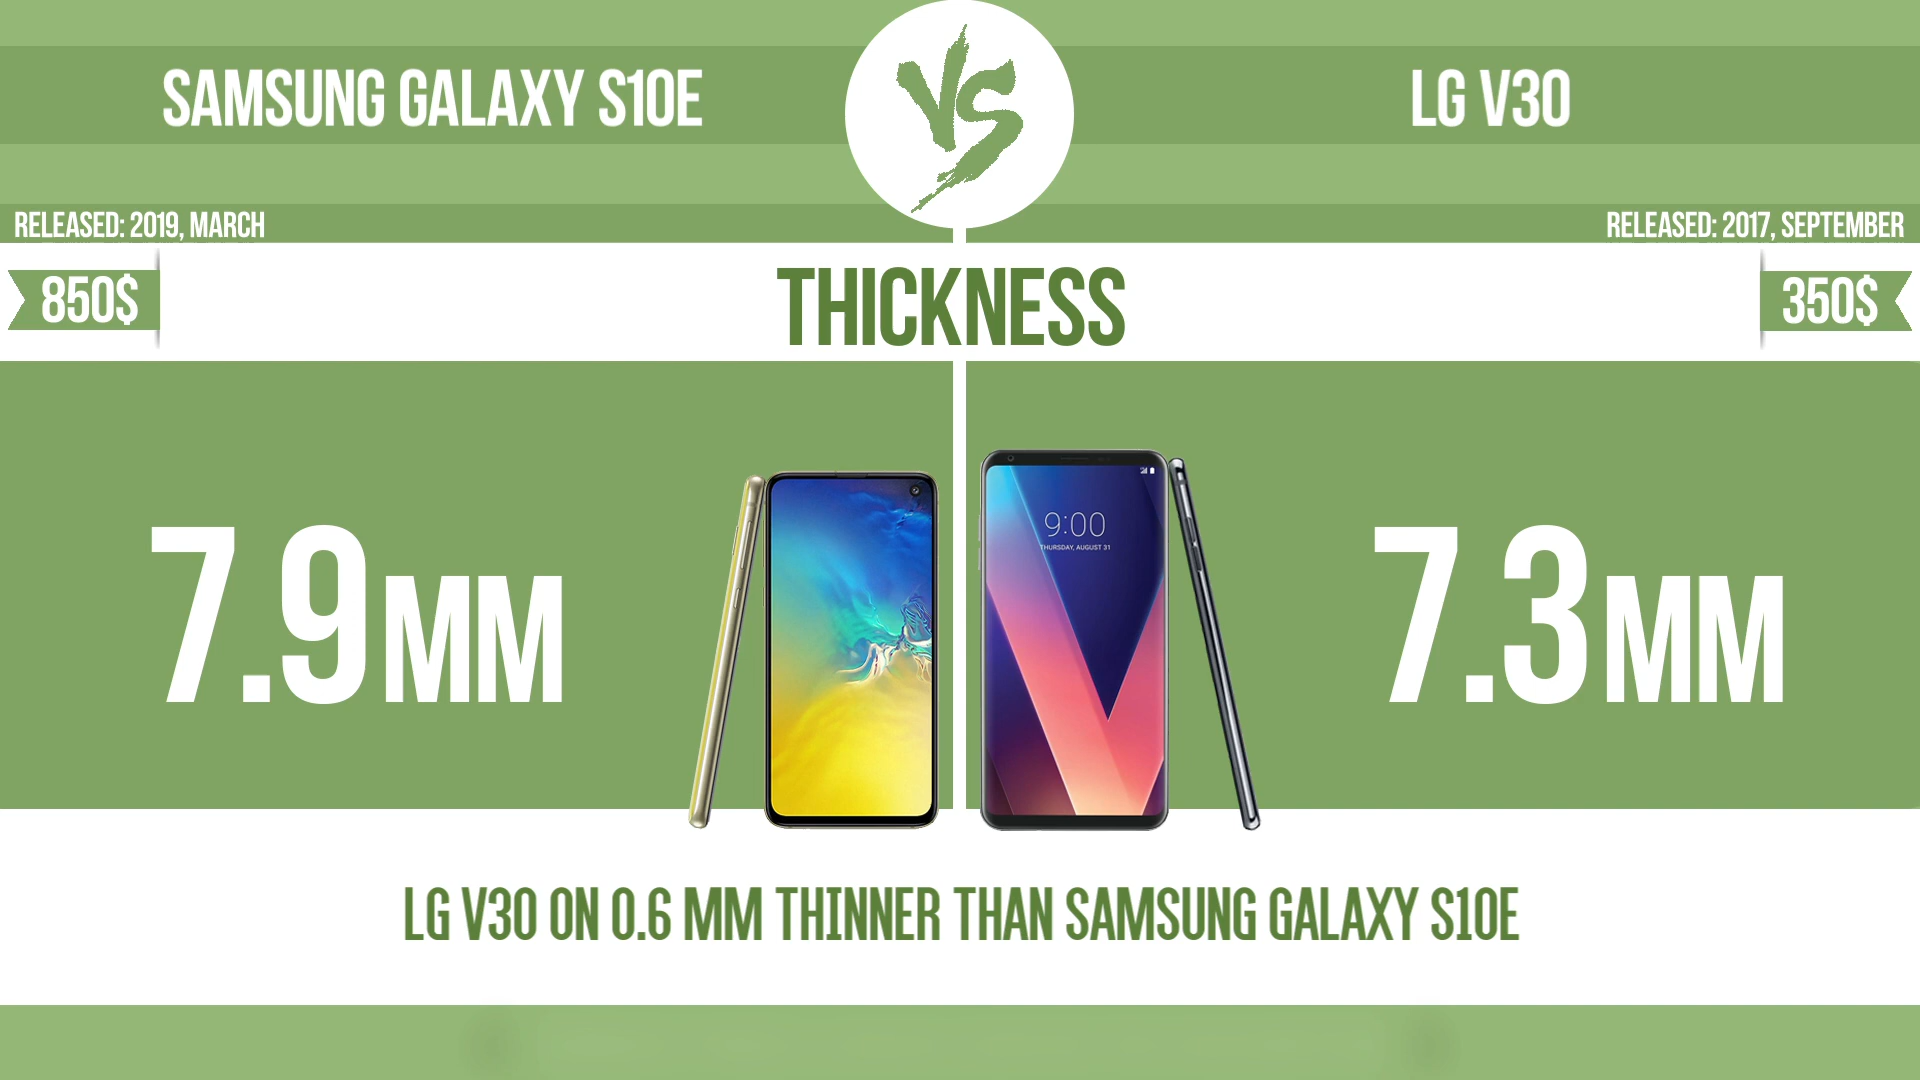 SAMSUNG GALAXY S10E
VS
LG V30
RELEASED: 2019, MARCH
RELEASED: 2017, SEPTEMBER
850$
THICKNESS
350$
9:00
THURSDAY, AUGUST 31
7.9MM
7.3MM
LG V30 ON 0.6 MM THINNER THAN SAMSUNG GALAXY S10E